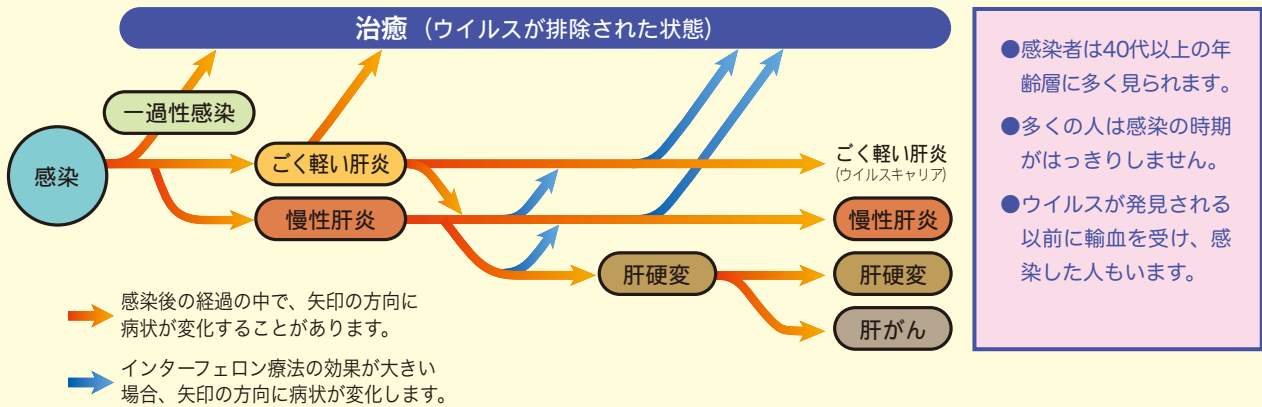 治癒（ウイルスが排除された状態）
一過性感染
感染
ごく軽い肝炎
慢性肝炎
肝硬変
ごく軽い肝炎
(ウイルスキャリア)
慢性肝炎
肝硬変
肝がん
感染後の経過の中で、矢印の方向に
病状が変化することがあります。
インターフェロン療法の効果が大きい
場合、矢印の方向に病状が変化します。
●感染者は40代以上の年
齢層に多く見られます。
●多くの人は感染の時期
がはっきりしません。
●ウイルスが発見される
以前に輸血を受け、感
染した人もいます。